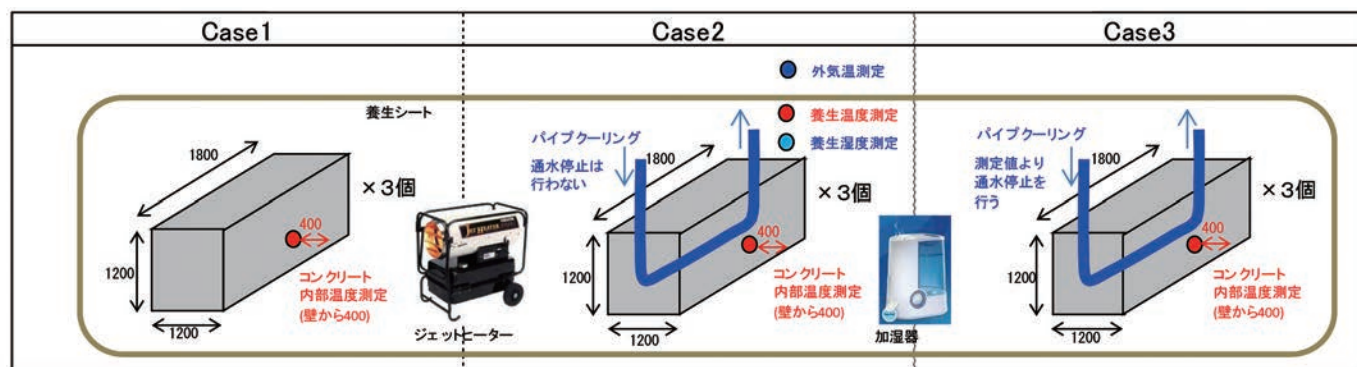 Case1
Case2
Case3
外気温測定
養生シート
養生温度測定
養生湿度測定
1800
×3個
1200
1200
400
コンクリート
内部温度測定
(壁から400)
ジェットヒーター
パイプクーリング
通水停止は
行わない
1800
×3個
1200
1200
400
コンクリート
内部温度測定
(壁から400)
加湿器
パイプクーリング
測定値より
通水停止を
行う
1800
×3個
1200
1200
400
コンクリート
内部温度測定
(壁から400)